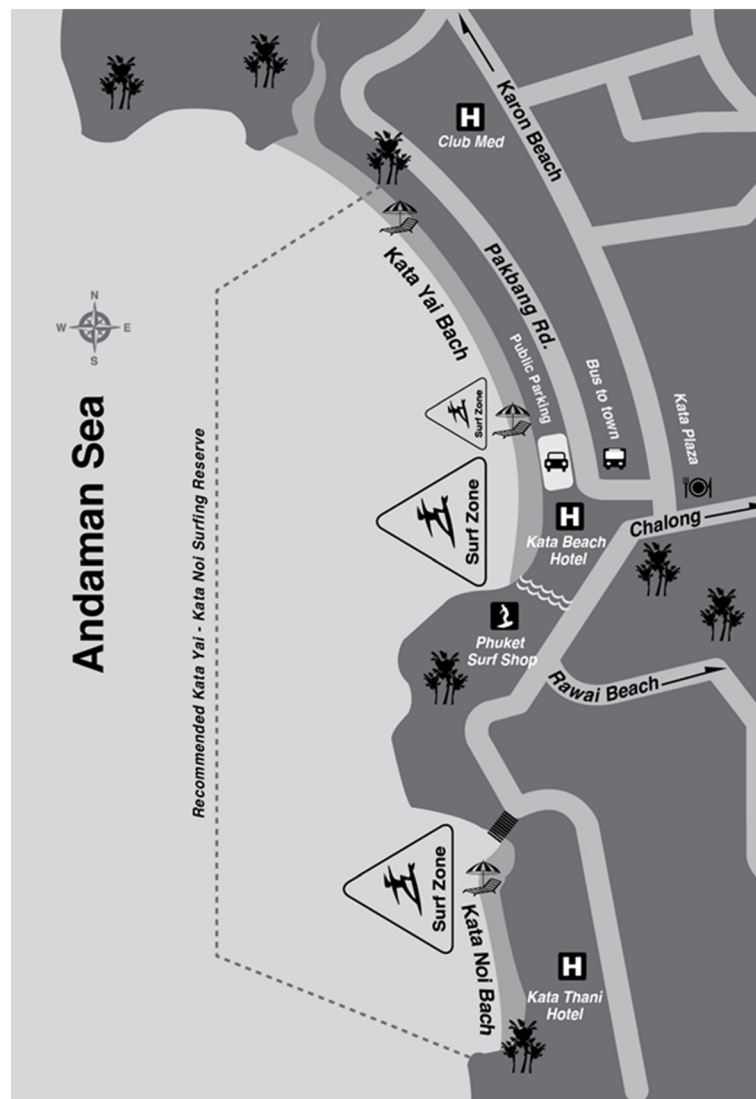 Karon Beach
H
Club Med
Pakbang Rd.
Kata Yai Bach
Public Parking
Bus to town
Kata Plaza
N
W
E
S
Andaman Sea
Recommended Kata Yai - Kata Noi Surfing Reserve
Surf Zone
Surf Zone
H
Kata Beach
Hotel
Chalong
Phuket
Surf Shop
Rawai Beach
Surf Zone
Kata Noi Bach
H
Kata Thani
Hotel